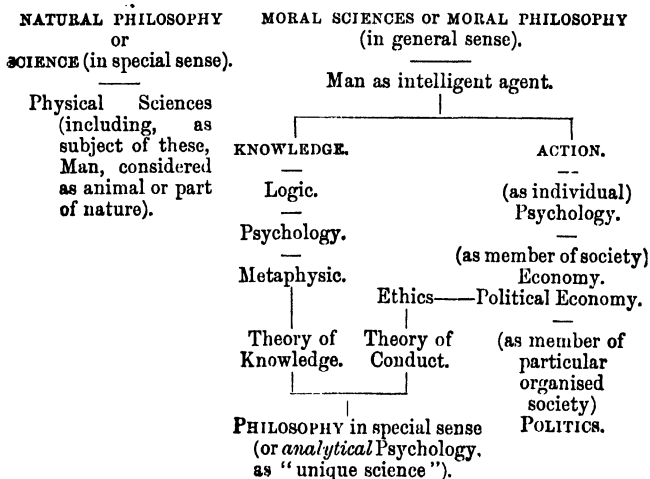 NATURAL PHILOSOPHY
or
SCIENCE (in special sense).
Physical Sciences
(including, as
subject of these,
Man, considered
as animal or part
of nature).
MORAL SCIENCES OR MORAL PHILOSOPHY
(in general sense).
Man as intelligent agent.
KNOWLEDGE.
Logic.
Psychology.
Metaphysic.
Theory of
Knowledge.
ACTION.
(as individual)
Psychology.
(as member of society)
Economy.
Ethics—Political Economy.
Theory of
Conduct.
(as member of
particular
organised
society)
POLITICS.
PHILOSOPHY in special sense
(or analytical Psychology,
as "unique science").